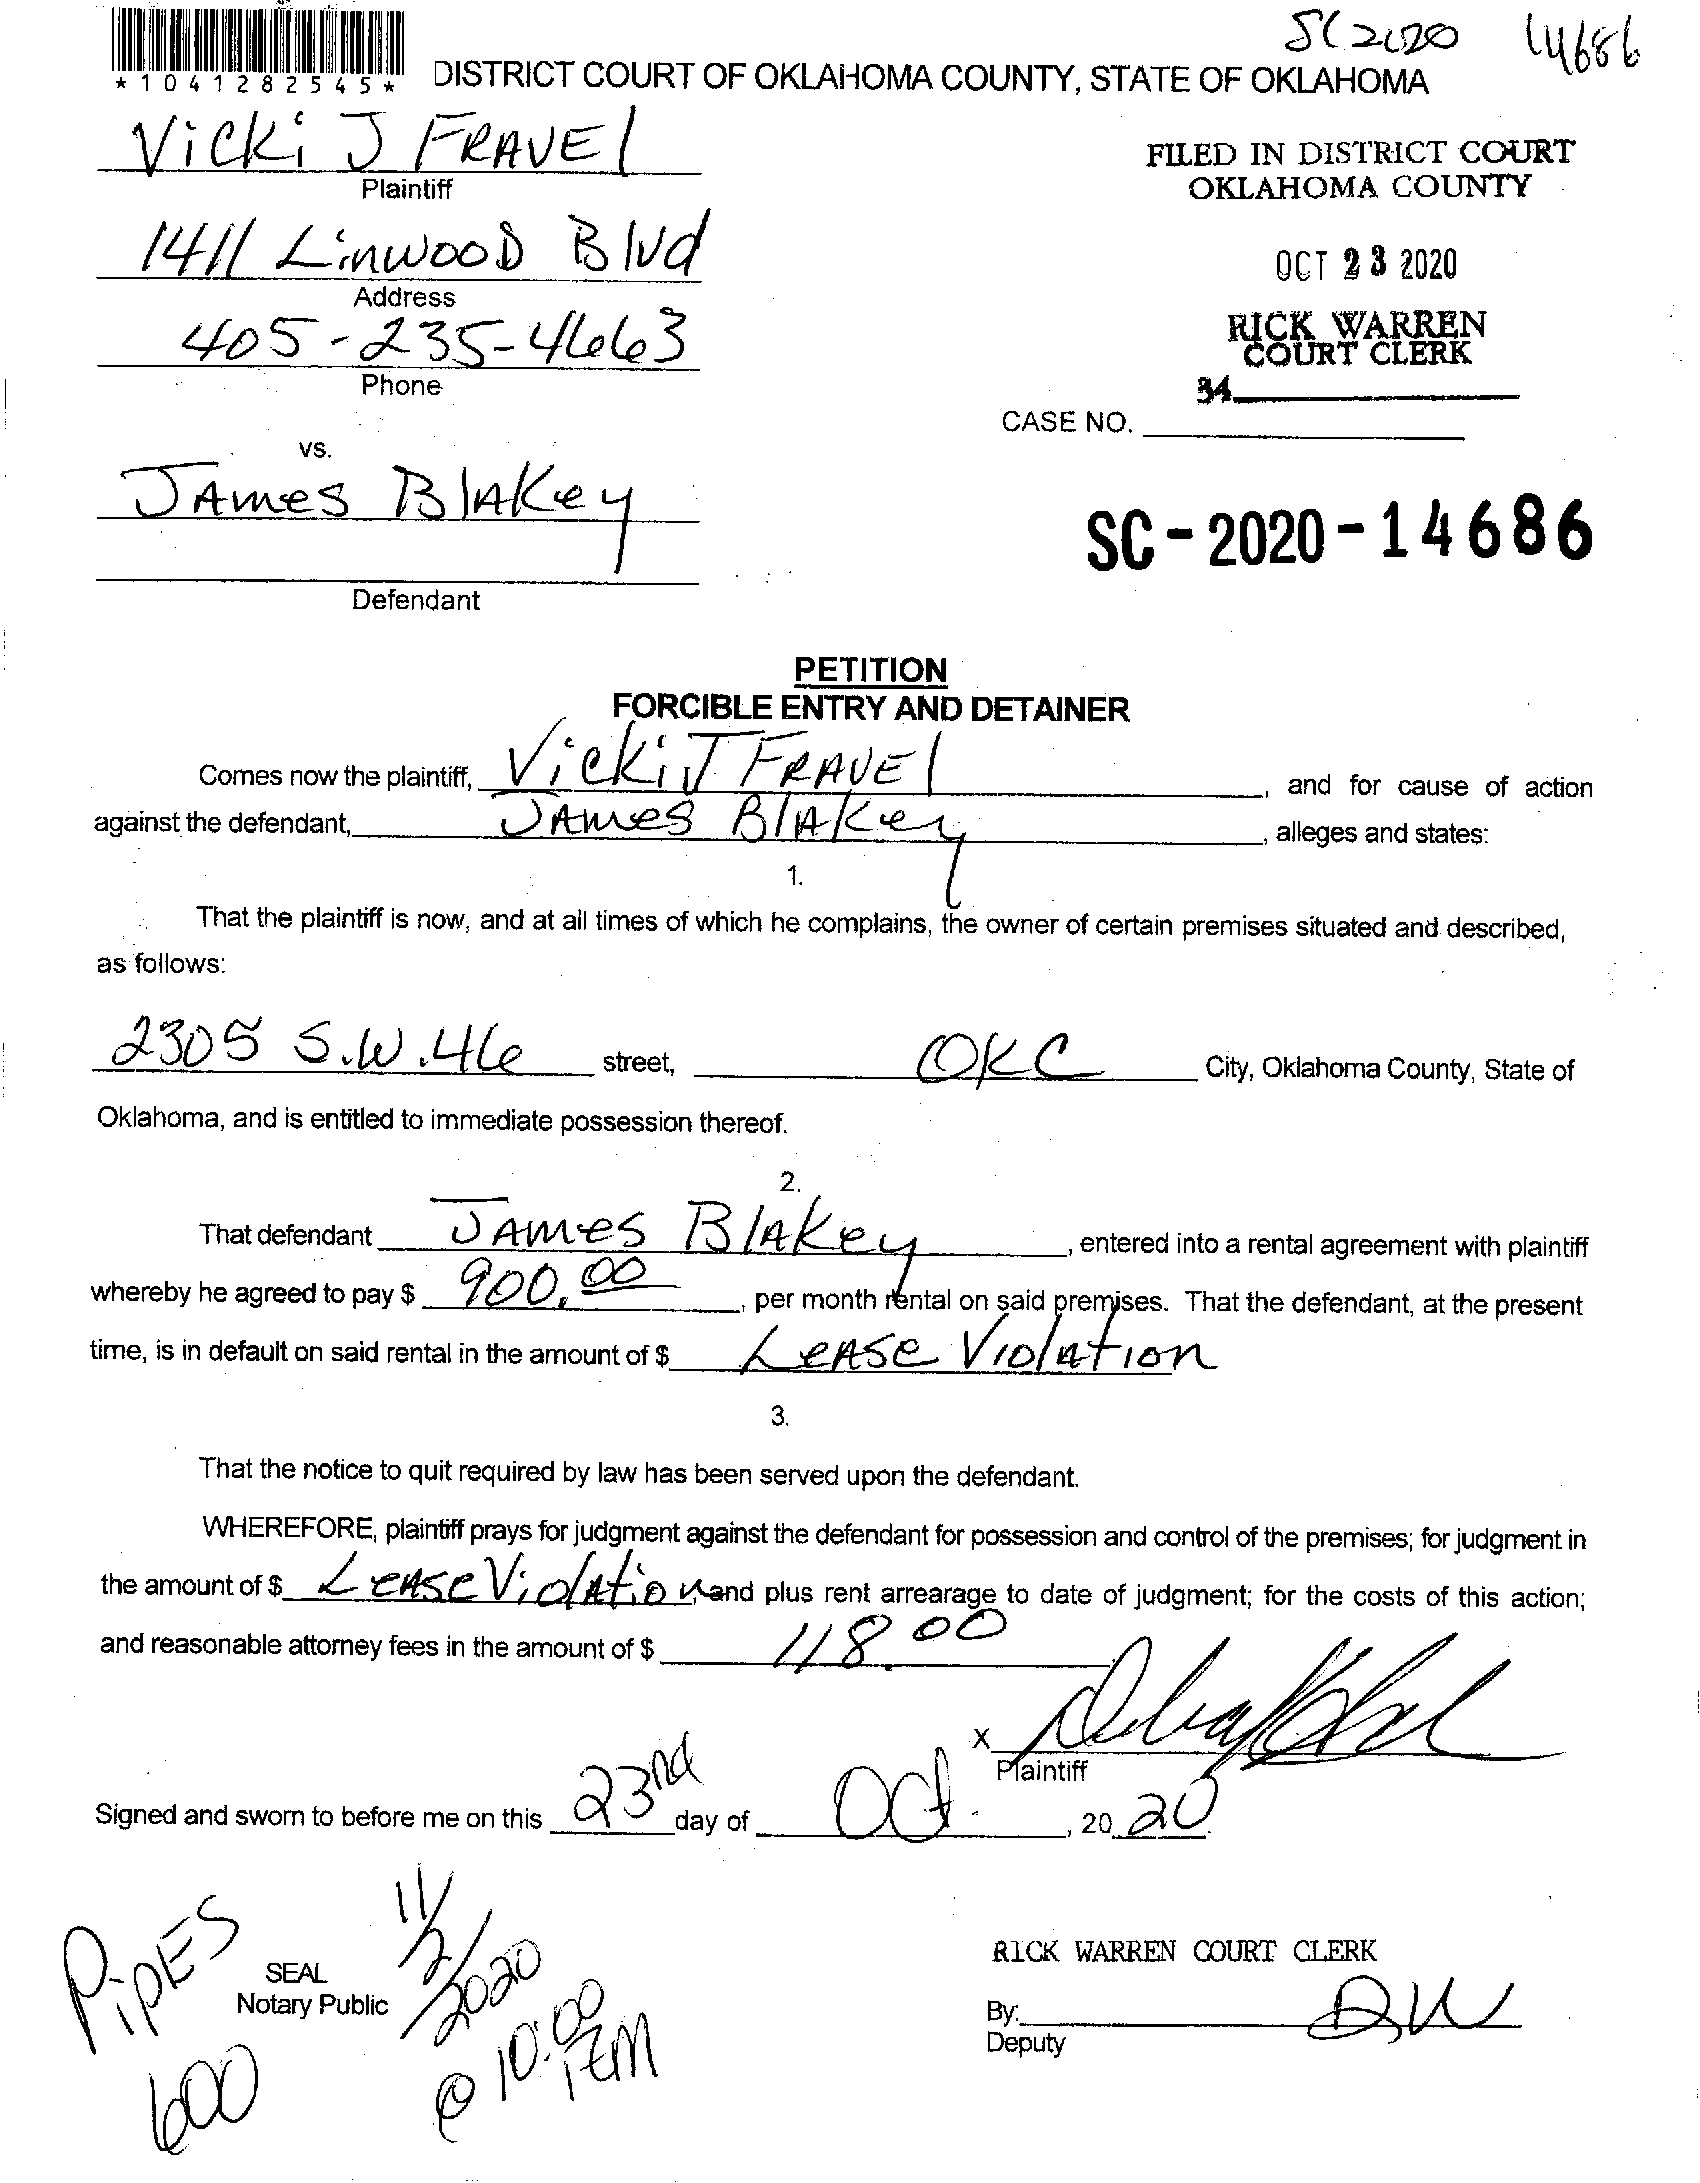 SC 2020 14686
*1041282545*
DISTRICT COURT OF OKLAHOMA COUNTY, STATE OF OKLAHOMA
Vicki J FRAVEl
Plaintiff
FILED IN DISTRICT COURT
OKLAHOMA COUNTY
1411 LinwooD Blvd
Address
OCT 23 2020
405-235-4663
Phone
RICK WARREN
COURT CLERK
34
CASE NO.
vs.
JAmes BlAKey
Defendant
SC-2020-14686
PETITION
FORCIBLE ENTRY AND DETAINER
Comes now the plaintiff, Vicki J FRAVEl, and for cause of action
against the defendant, JAmes BlAKey, alleges and states:
1.
That the plaintiff is now, and at all times of which he complains, the owner of certain premises situated and described,
as follows:
2305 S.W. 46 street, OKC City, Oklahoma County, State of
Oklahoma, and is entitled to immediate possession thereof.
2.
That defendant JAmes BlAKey, entered into a rental agreement with plaintiff
whereby he agreed to pay $ 900.00, per month rental on said premises. That the defendant, at the present
time, is in default on said rental in the amount of $ LeASe ViolAtion
3.
That the notice to quit required by law has been served upon the defendant.
WHEREFORE, plaintiff prays for judgment against the defendant for possession and control of the premises; for judgment in
the amount of $ LeASe ViolAtion, and plus rent arrearage to date of judgment; for the costs of this action;
and reasonable attorney fees in the amount of $ 118.00
x
Plaintiff
Signed and sworn to before me on this 23rd day of Oct., 20 20.
PipES
600
SEAL
Notary Public
11/2/2020
@ 10:00
RICK WARREN COURT CLERK
By: DW
Deputy